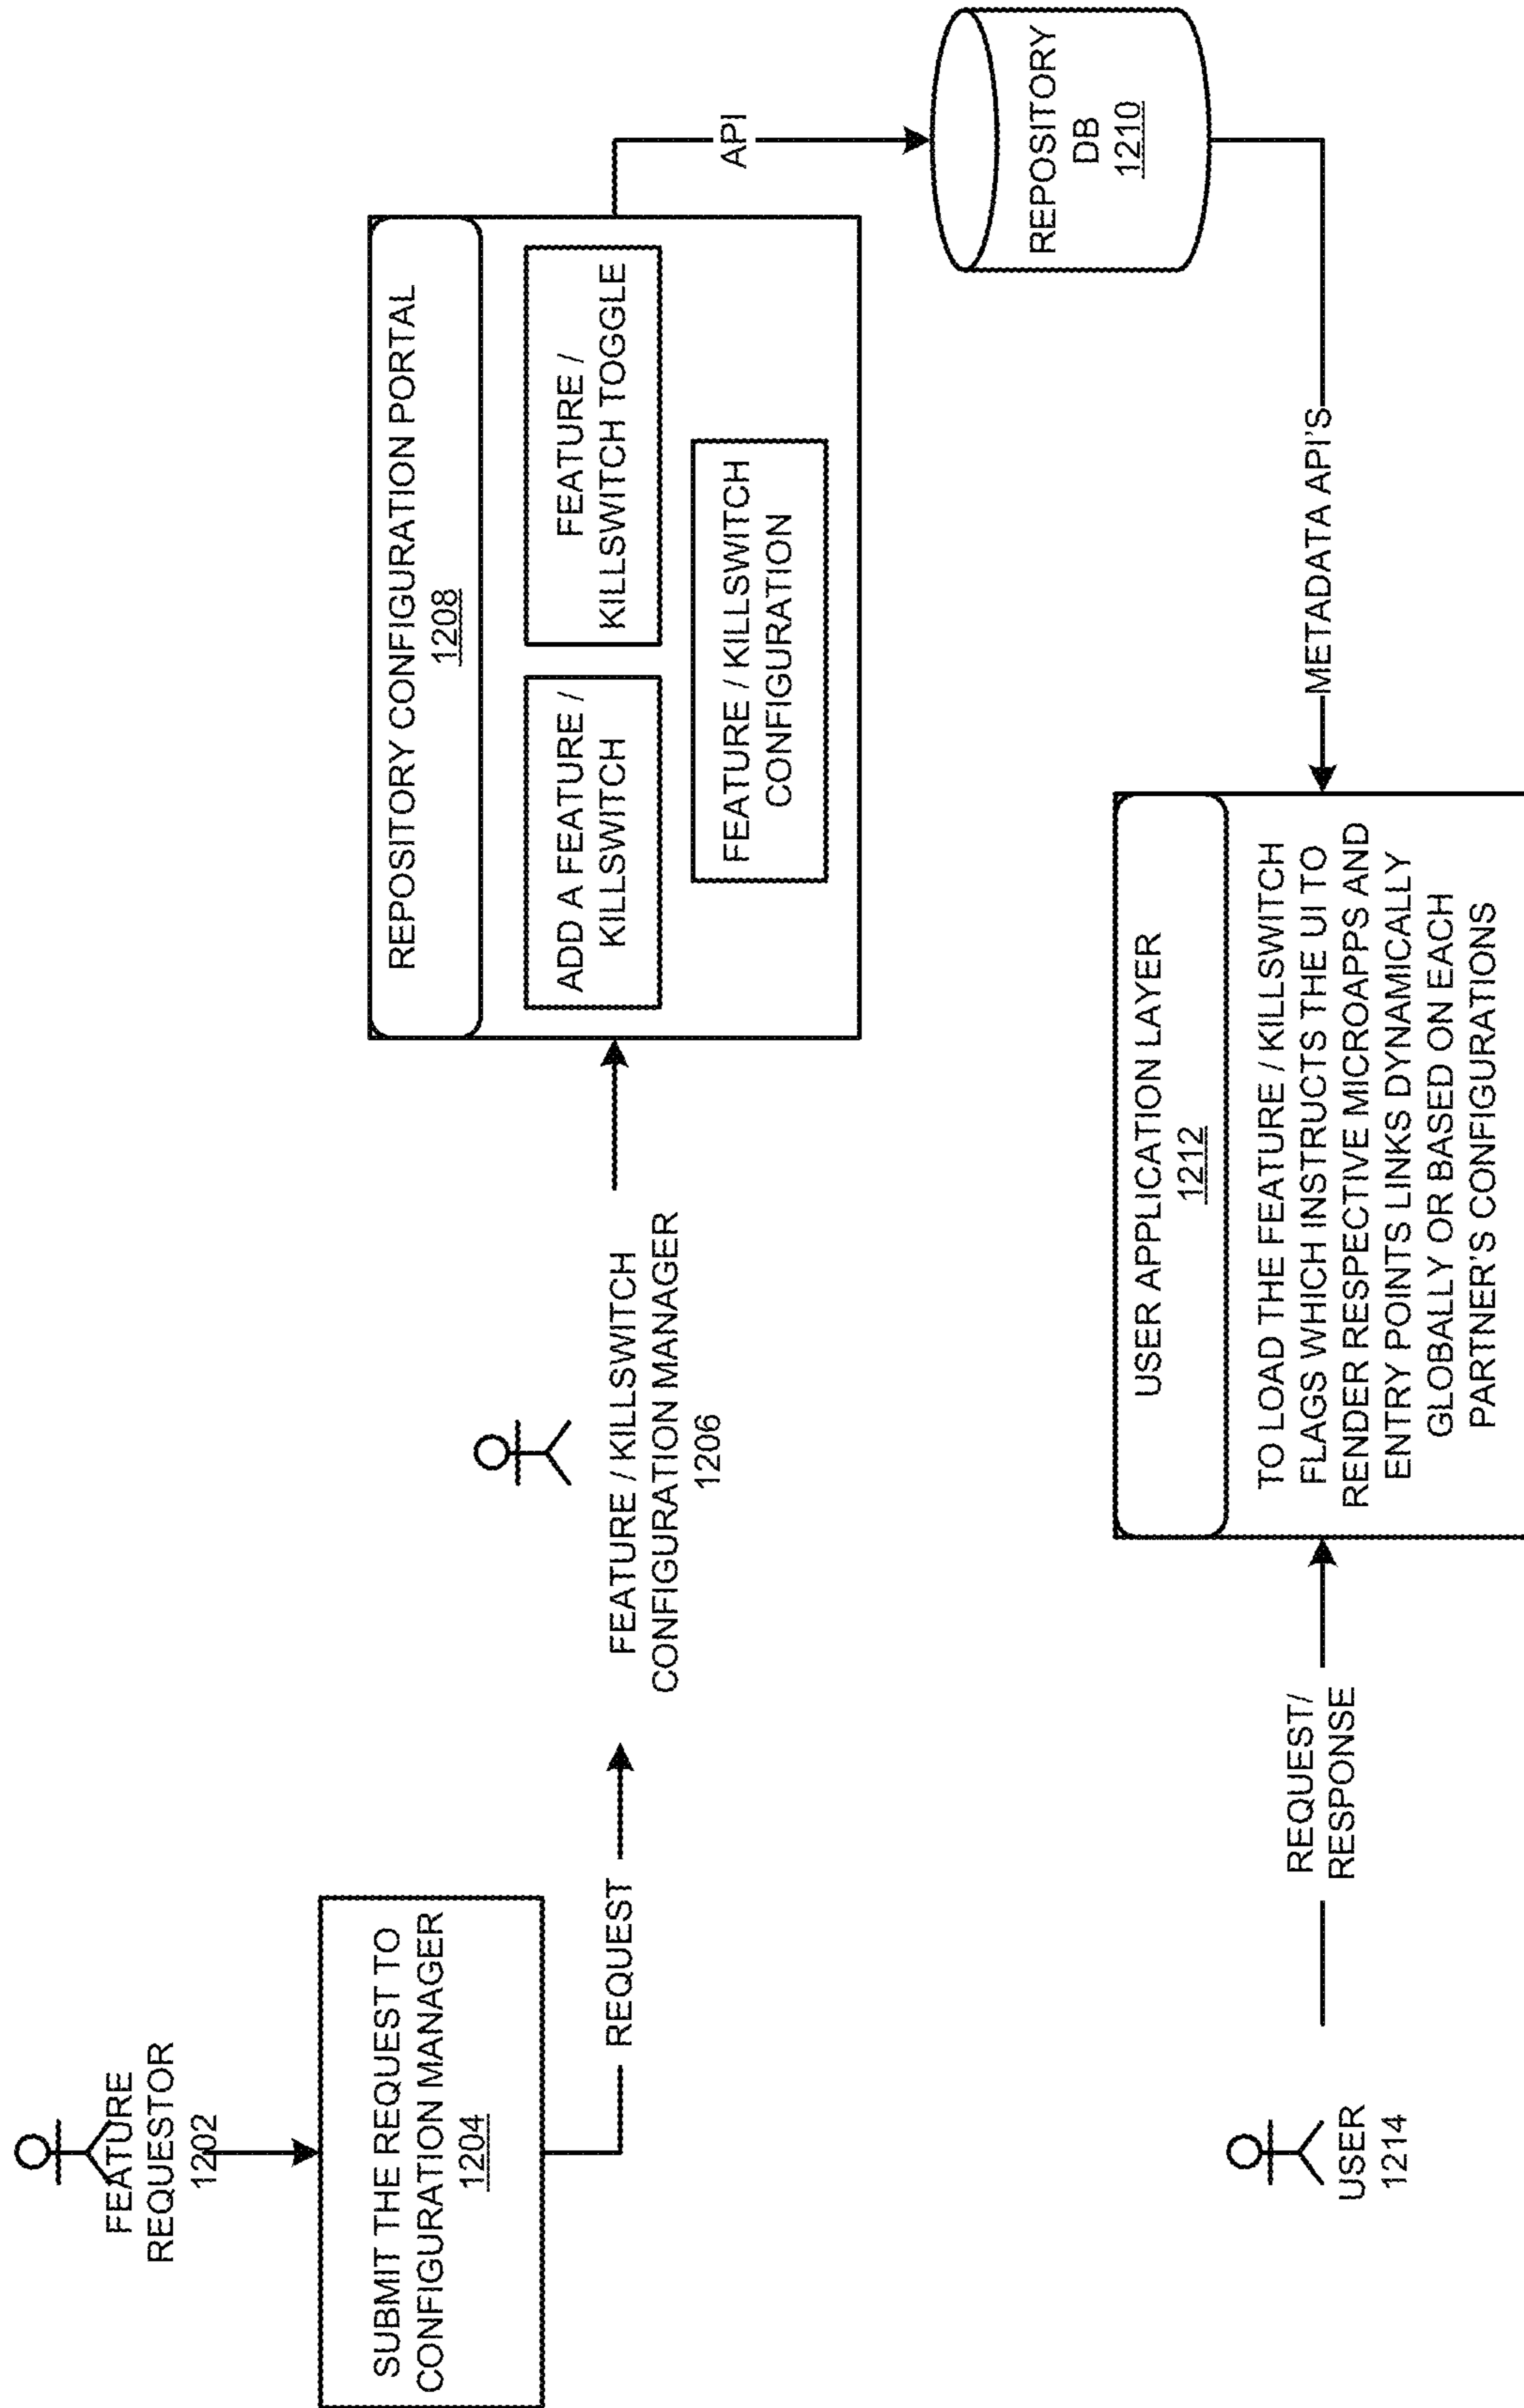 FEATURE
REQUESTOR
1202
SUBMIT THE REQUEST TO
CONFIGURATION MANAGER
1204
REQUEST
FEATURE / KILLSWITCH
CONFIGURATION MANAGER
1206
REPOSITORY CONFIGURATION PORTAL
1208
ADD A FEATURE /
KILLSWITCH
FEATURE /
KILLSWITCH TOGGLE
FEATURE / KILLSWITCH
CONFIGURATION
API
REPOSITORY
DB
1210
METADATA API'S
USER APPLICATION LAYER
1212
TO LOAD THE FEATURE / KILLSWITCH
FLAGS WHICH INSTRUCTS THE UI TO
RENDER RESPECTIVE MICROAPPS AND
ENTRY POINTS LINKS DYNAMICALLY
GLOBALLY OR BASED ON EACH
PARTNER'S CONFIGURATIONS
REQUEST/
RESPONSE
USER
1214